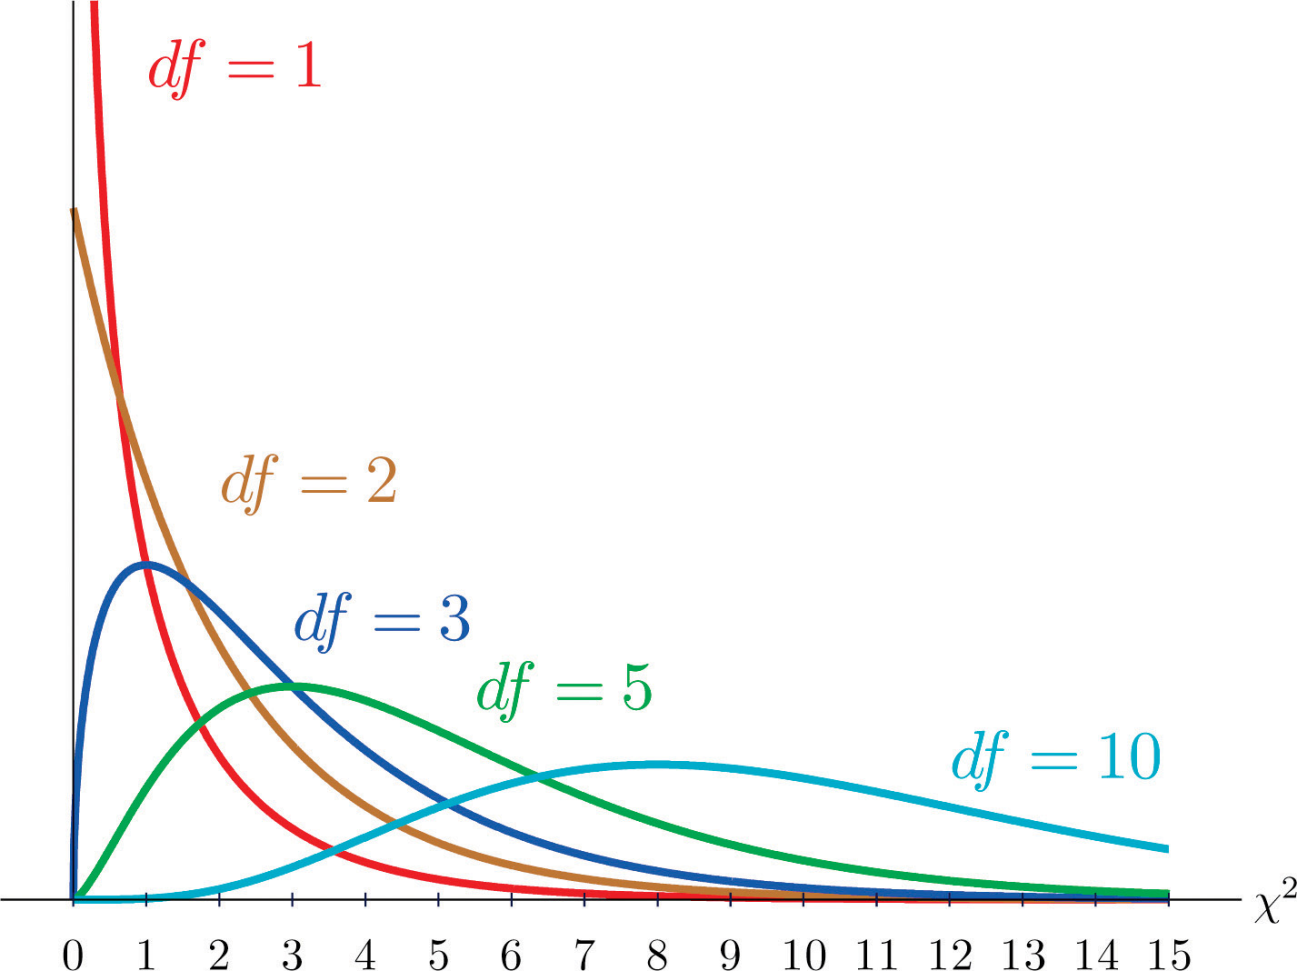 df = 1
df = 2
df = 3
df = 5
df = 10
χ²
0 1 2 3 4 5 6 7 8 9 10 11 12 13 14 15